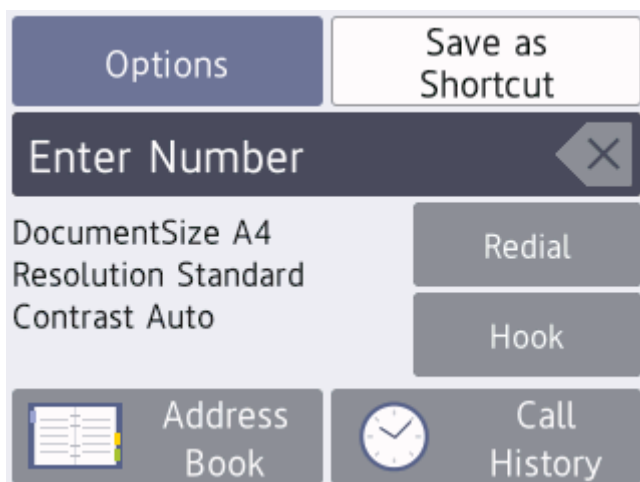 Options
Save as
Shortcut
Enter Number
DocumentSize A4
Resolution Standard
Contrast Auto
Redial
Hook
Address
Book
Call
History